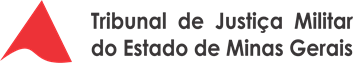 Tribunal de Justiça Militar
do Estado de Minas Gerais